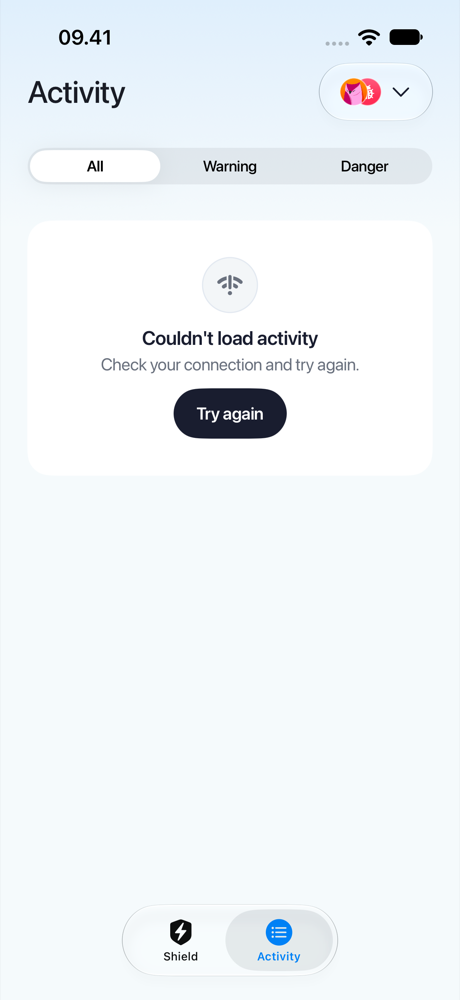 09.41
Activity
All
Warning
Danger
Couldn't load activity
Check your connection and try again.
Try again
Shield
Activity